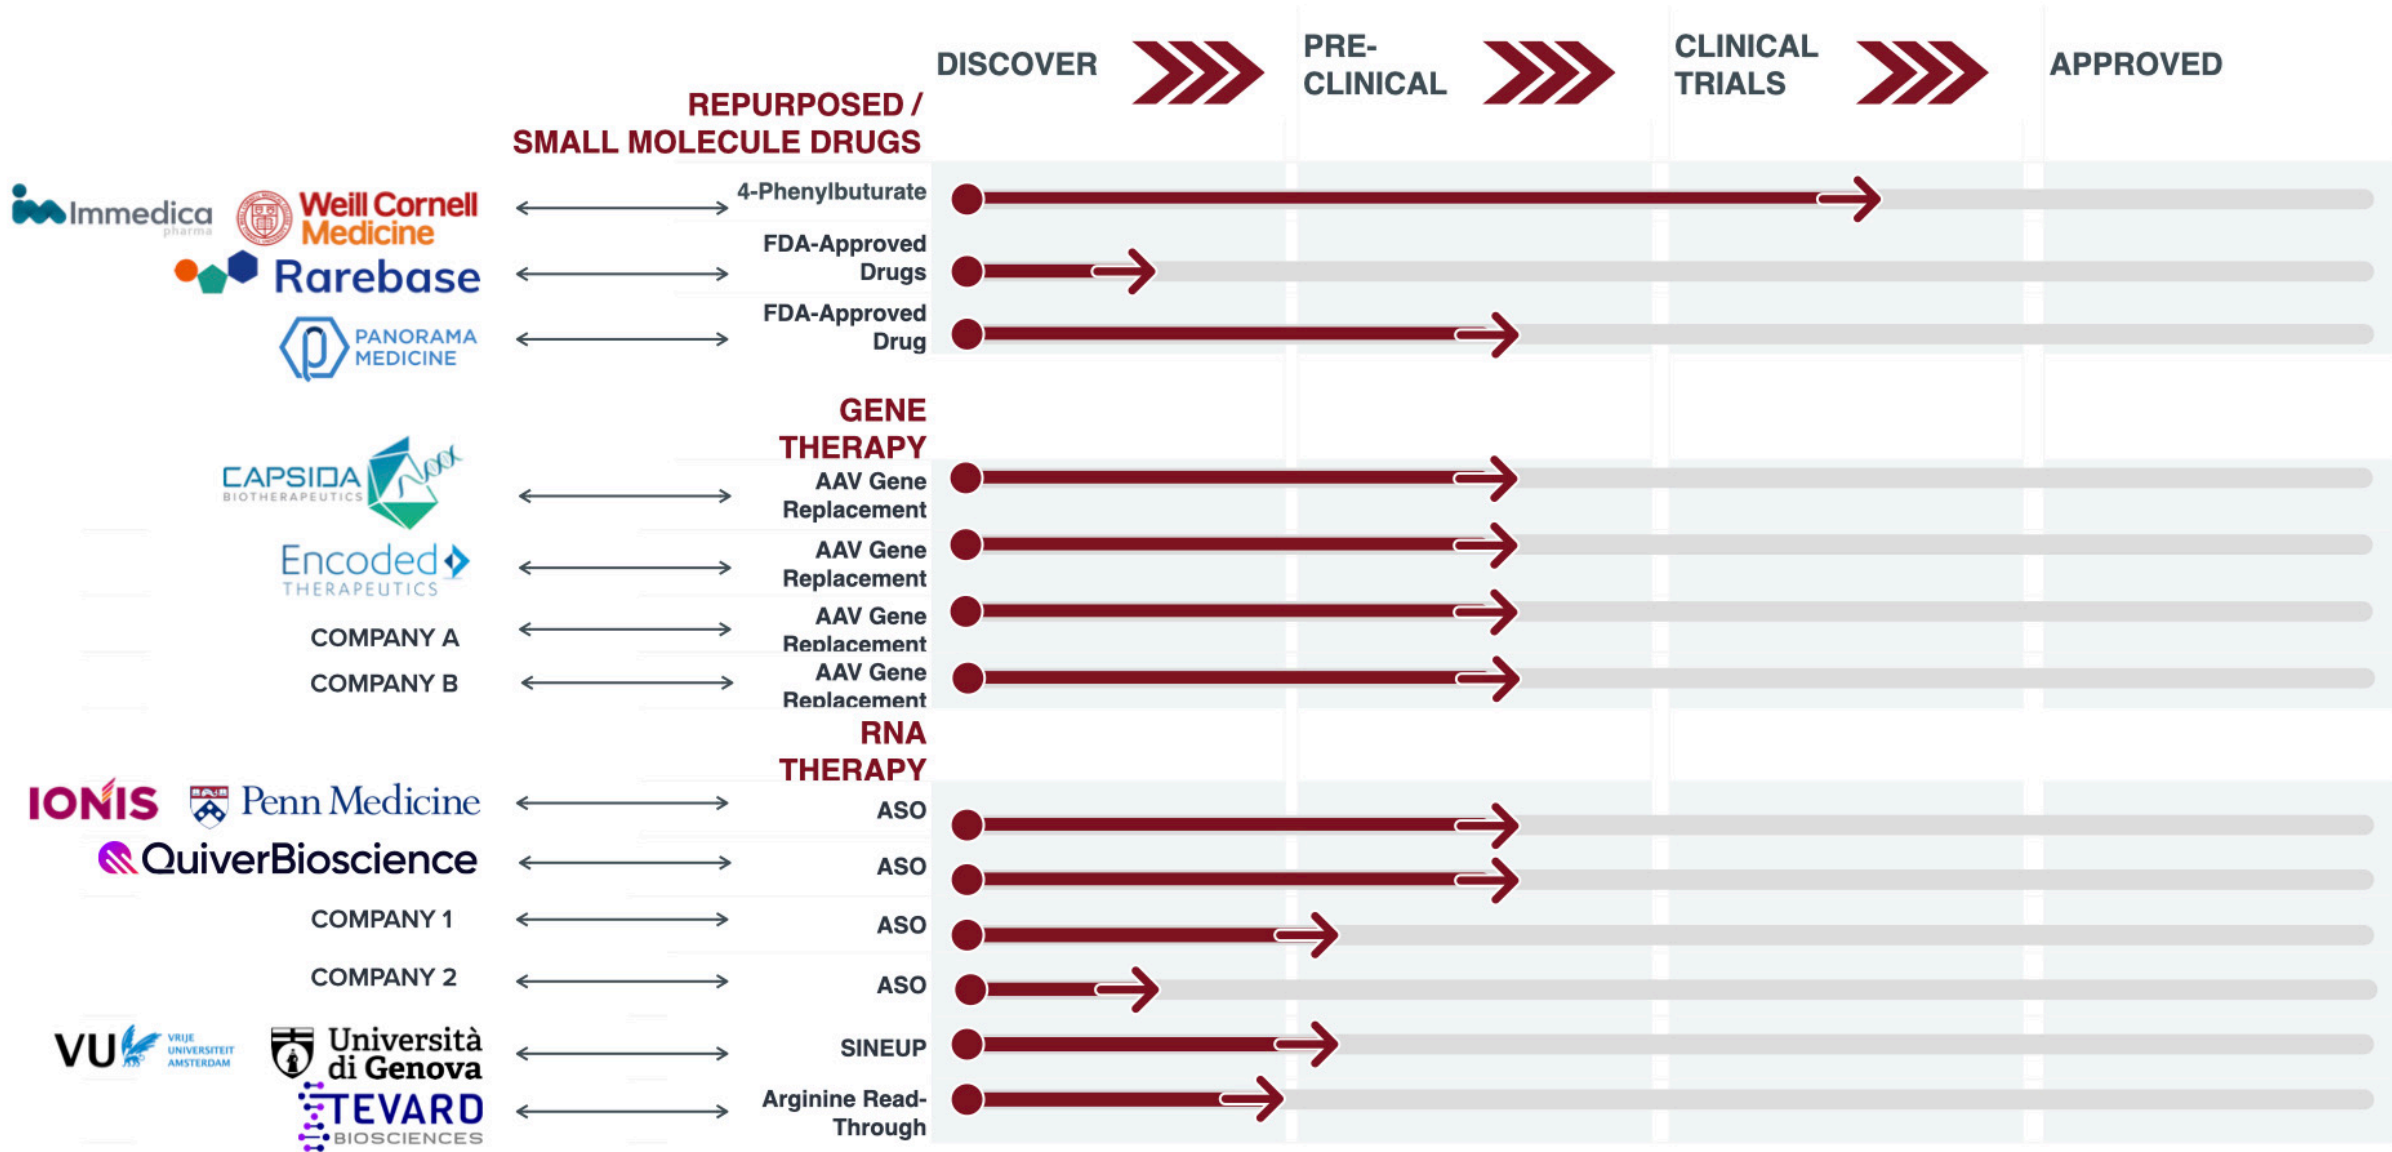 DISCOVER
PRE-
CLINICAL
CLINICAL
TRIALS
APPROVED
REPURPOSED /
SMALL MOLECULE DRUGS
Immedica
pharma
Weill Cornell
Medicine
4-Phenylbuturate
Rarebase
FDA-Approved
Drugs
PANORAMA
MEDICINE
FDA-Approved
Drug
GENE
THERAPY
CAPSIDA
BIOTHERAPEUTICS
AAV Gene
Replacement
Encoded
THERAPEUTICS
AAV Gene
Replacement
COMPANY A
AAV Gene
Replacement
COMPANY B
AAV Gene
Replacement
RNA
THERAPY
IONIS
Penn Medicine
ASO
QuiverBioscience
ASO
COMPANY 1
ASO
COMPANY 2
ASO
VU
VRIJE
UNIVERSITEIT
AMSTERDAM
Università
di Genova
SINEUP
TEVARD
BIOSCIENCES
Arginine Read-
Through